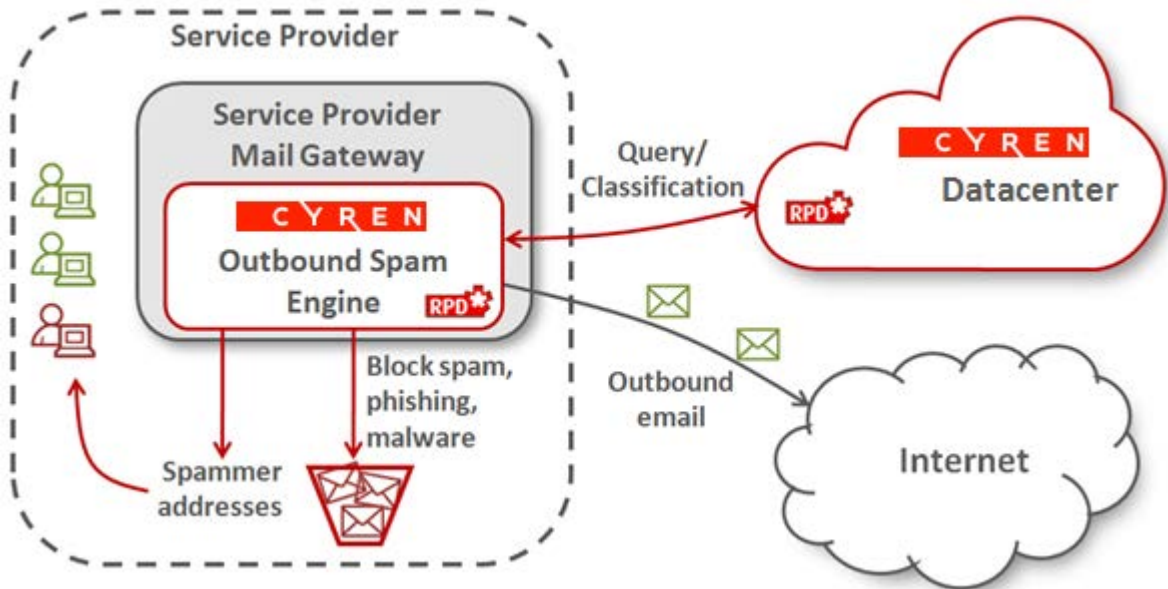 Service Provider
Service Provider
Mail Gateway
CYREN
Outbound Spam
Engine
RPD
Query/
Classification
CYREN
Datacenter
RPD
Block spam,
phishing,
malware
Spammer
addresses
Outbound
email
Internet